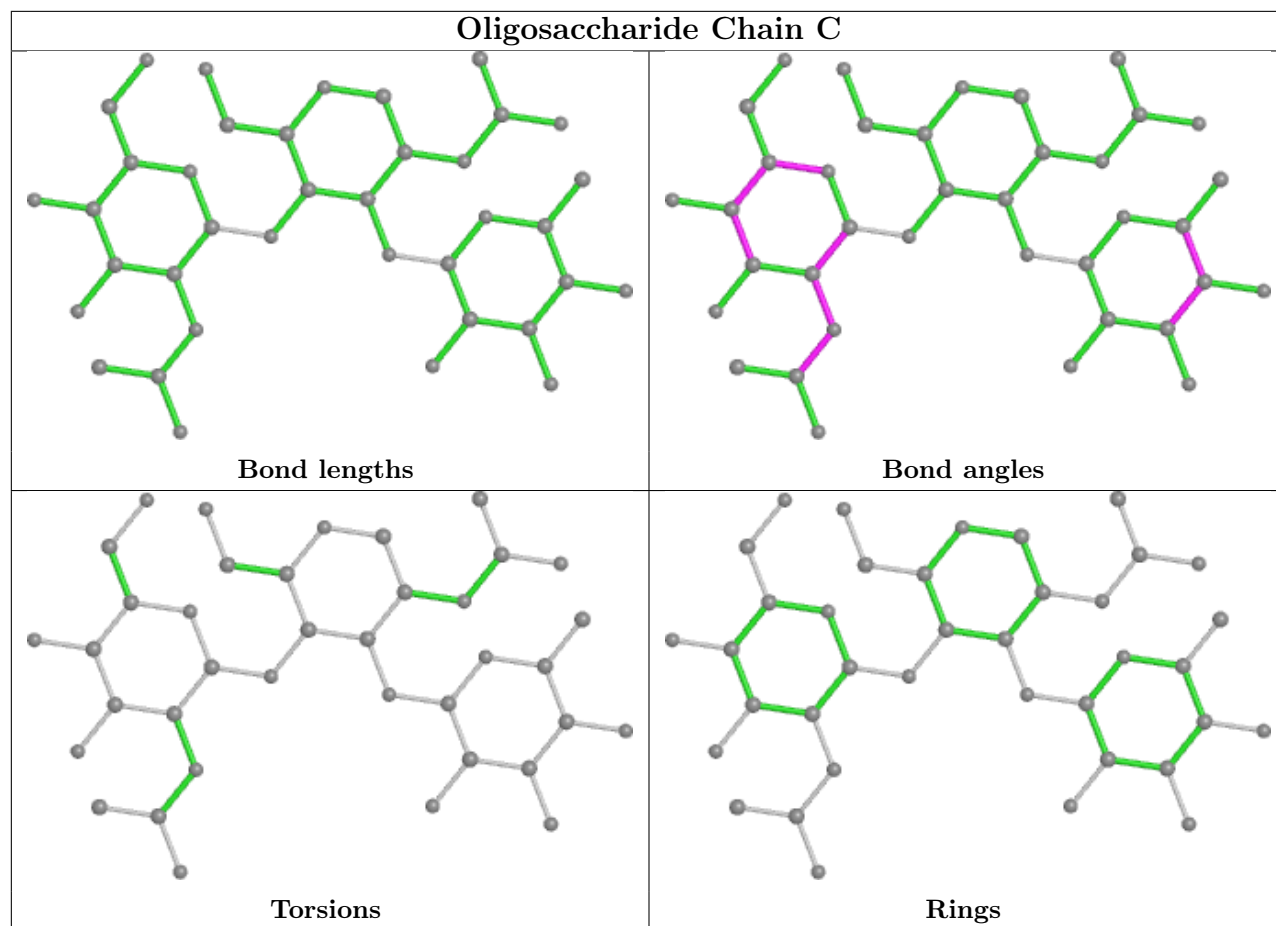 Oligosaccharide Chain C
Bond lengths
Bond angles
Torsions
Rings